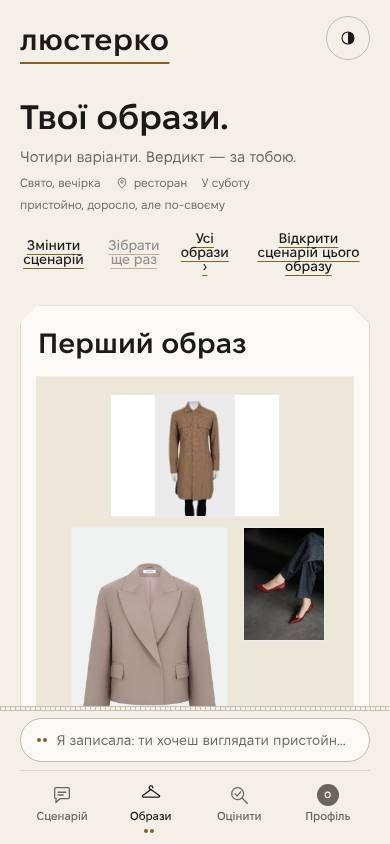 люстерко
Твої образи.
Чотири варіанти. Вердикт — за тобою.
Свято, вечірка ресторан У суботу
пристойно, доросло, але по-своєму
Змінити сценарій
Зібрати ще раз
Усі образи ›
Відкрити сценарій цього образу
Перший образ
Я записала: ти хочеш виглядати пристойн...
Сценарій Образи Оцінити Профіль
О